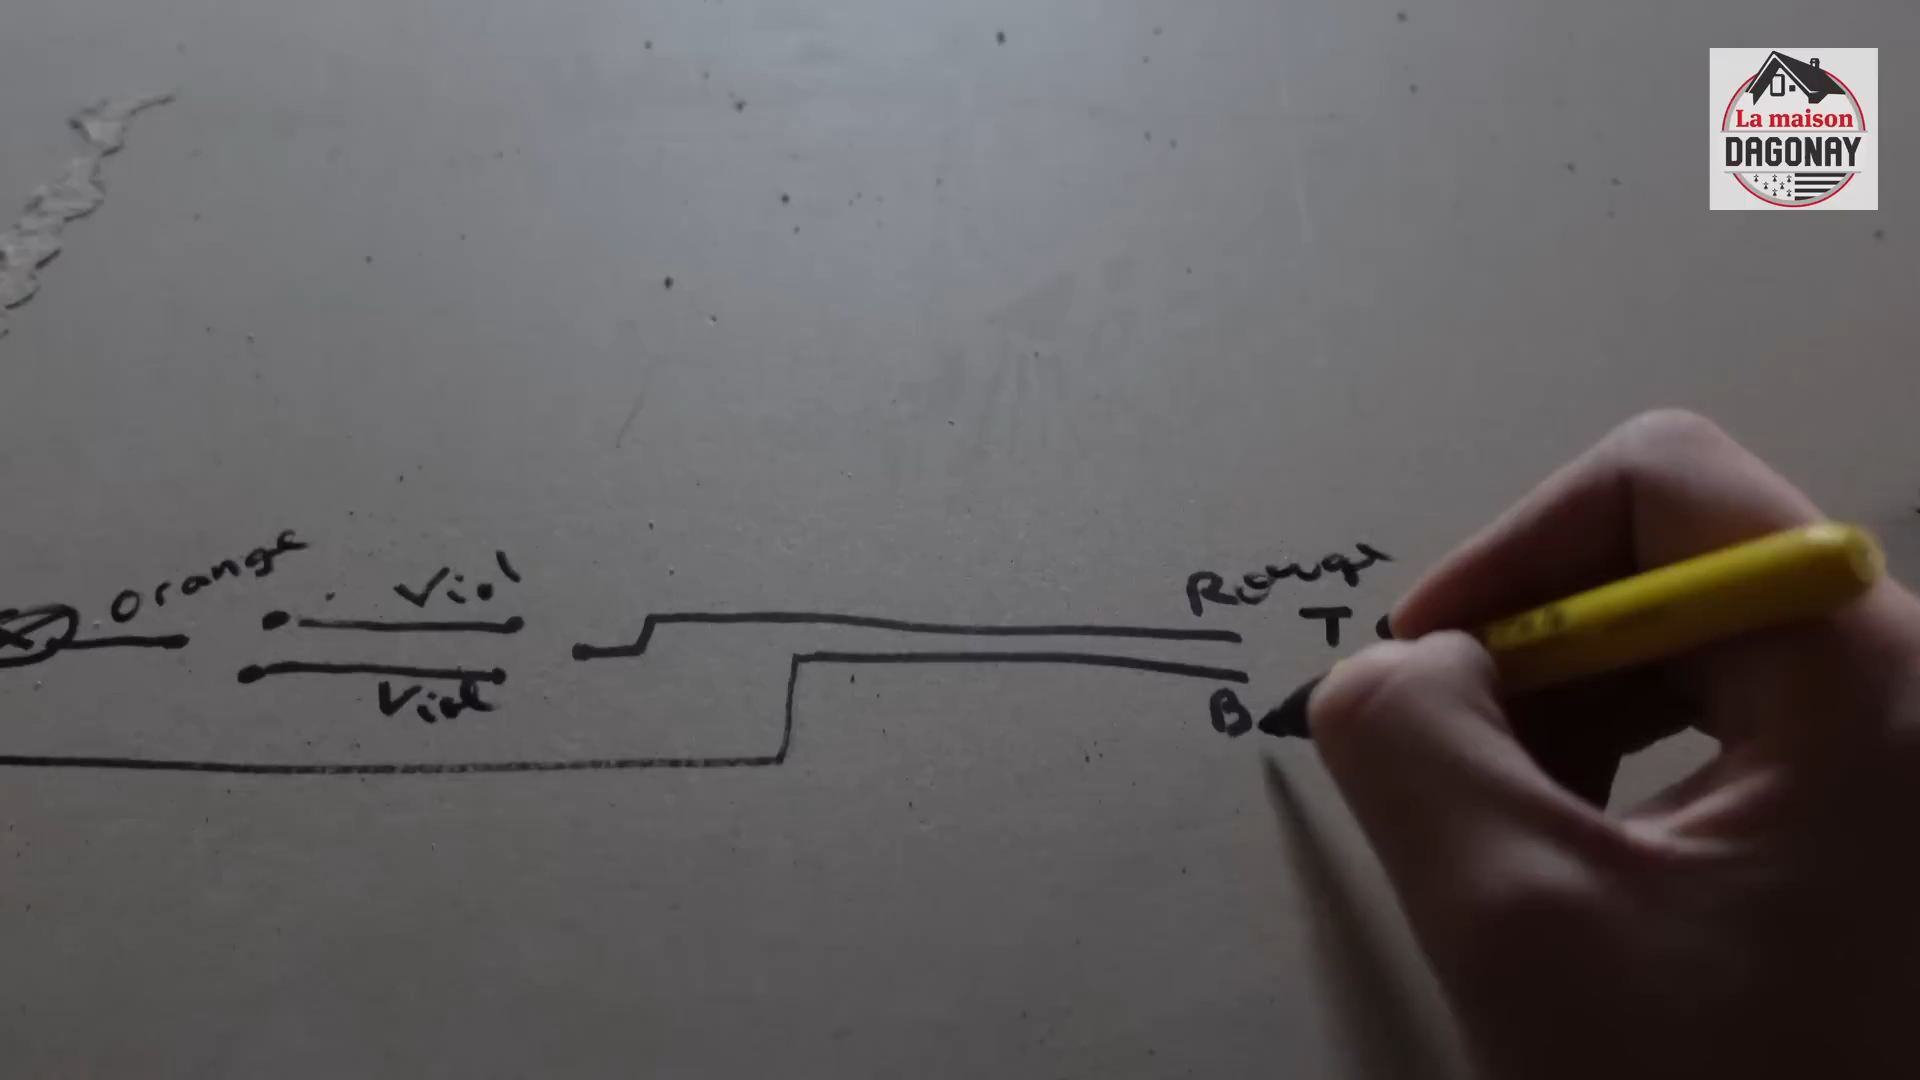 La maison
DAGONAY
orange
Viol
Rouge
T
Viol
B